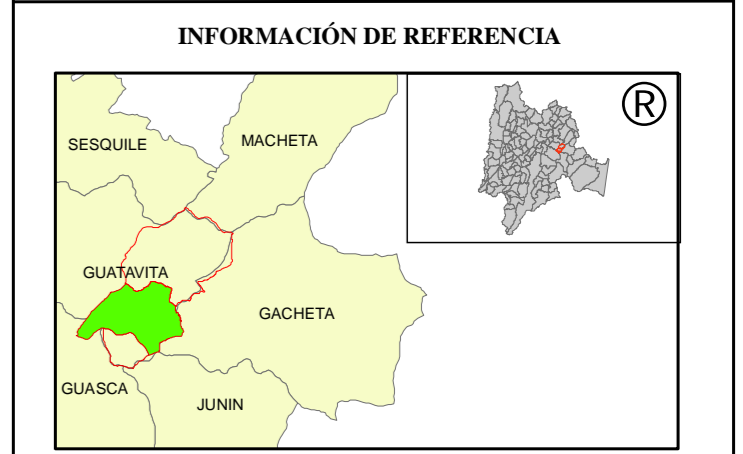 INFORMACIÓN DE REFERENCIA
®
SESQUILE
MACHETA
GUATAVITA
GACHETA
GUASCA
JUNIN